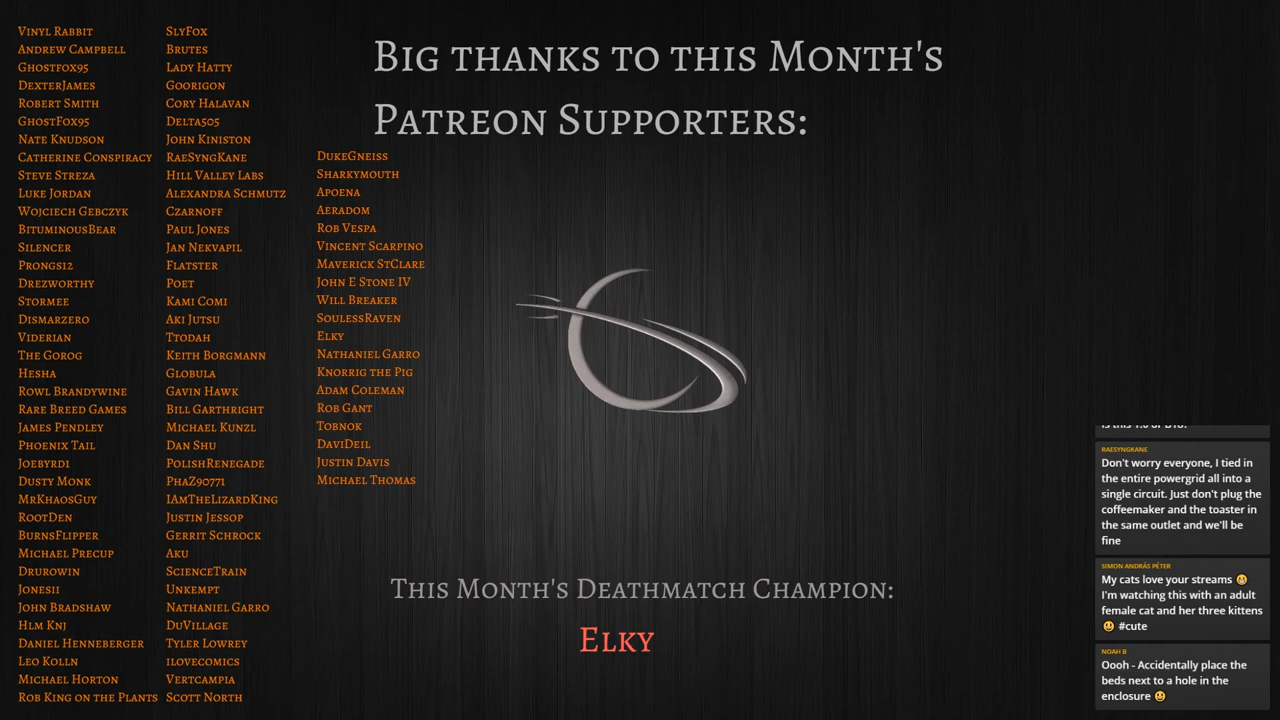 Big thanks to this Month's
Patreon Supporters:
Vinyl Rabbit
Andrew Campbell
Ghostfox95
DexterJames
Robert Smith
GhostFox95
Nate Knudson
Catherine Conspiracy
Steve Streza
Luke Jordan
Wojciech Gebczyk
BituminousBear
Silencer
Prongs12
Drezworthy
Stormee
Dismarzero
Viderian
The Gorog
Hesha
Rowl Brandywine
Rare Breed Games
James Pendley
Phoenix Tail
Joebyrd1
Dusty Monk
MrKhaosGuy
RootDen
BurnsFlipper
Michael Precup
Drurowin
Jonesii
John Bradshaw
Hlm Knj
Daniel Henneberger
Leo Kolln
Michael Horton
Rob King on the Plants
SlyFox
Brutes
Lady Hatty
Goorigon
Cory Halavan
Delta505
John Kiniston
RaeSyngKane
Hill Valley Labs
Alexandra Schmutz
Czarnoff
Paul Jones
Jan Nekvapil
Flatster
Poet
Kami Comi
Aki Jutsu
Ttodah
Keith Borgmann
Globula
Gavin Hawk
Bill Garthright
Michael Kunzl
Dan Shu
PolishRenegade
PhaZ90771
IAmTheLizardKing
Justin Jessop
Gerrit Schrock
Aku
ScienceTrain
Unkempt
Nathaniel Garro
DuVillage
Tyler Lowrey
1lovecomics
Vertcampia
Scott North
DukeGneiss
Sharkymouth
Apoena
Aeradom
Rob Vespa
Vincent Scarpino
Maverick StClare
John E Stone IV
Will Breaker
SoulessRaven
Elky
Nathaniel Garro
Knorrig the Pig
Adam Coleman
Rob Gant
Tobnok
DaviDeil
Justin Davis
Michael Thomas
This Month's Deathmatch Champion:
Elky
RAESYNGKANE
Don't worry everyone, I tied in
the entire powergrid all into a
single circuit. Just don't plug the
coffeemaker and the toaster in
the same outlet and we'll be
fine
SIMON ANDRÁS PÉTER
My cats love your streams 😀
I'm watching this with an adult
female cat and her three kittens
😃 #cute
NOAH B
Oooh - Accidentally place the
beds next to a hole in the
enclosure 😃